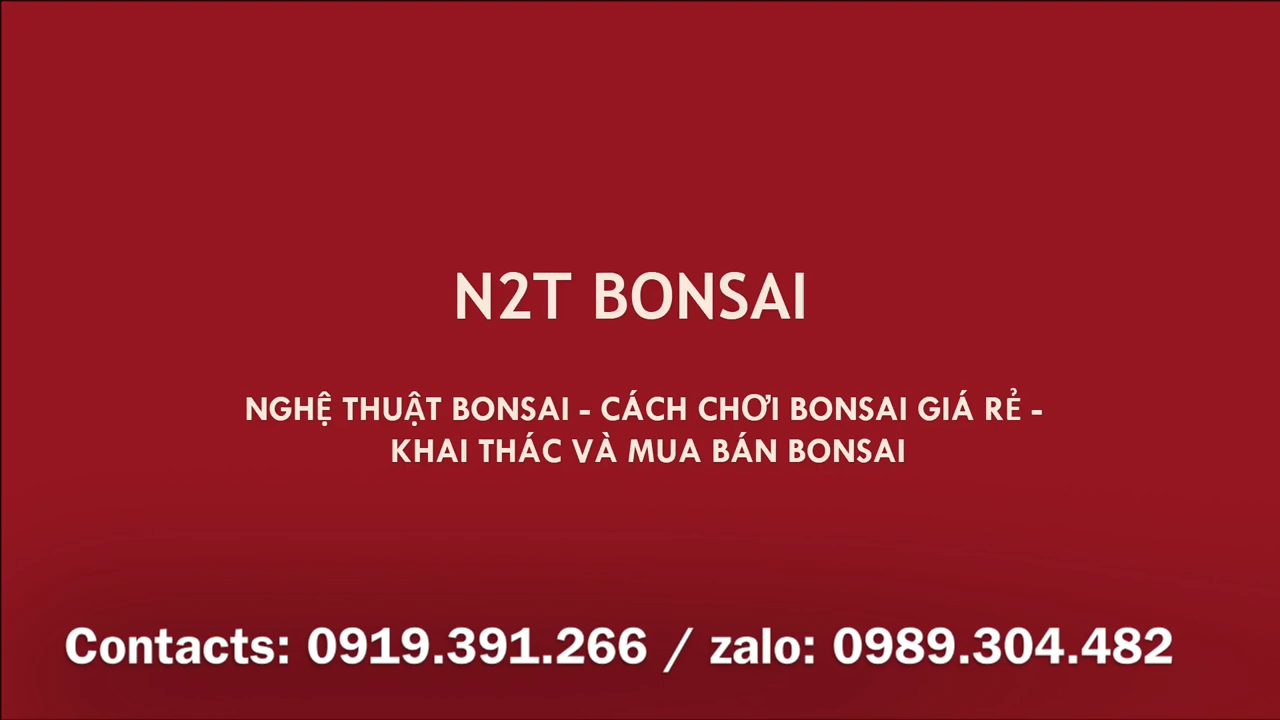 N2T BONSAI
NGHỆ THUẬT BONSAI - CÁCH CHƠI BONSAI GIÁ RẺ -
KHAI THÁC VÀ MUA BÁN BONSAI
Contacts: 0919.391.266 / zalo: 0989.304.482